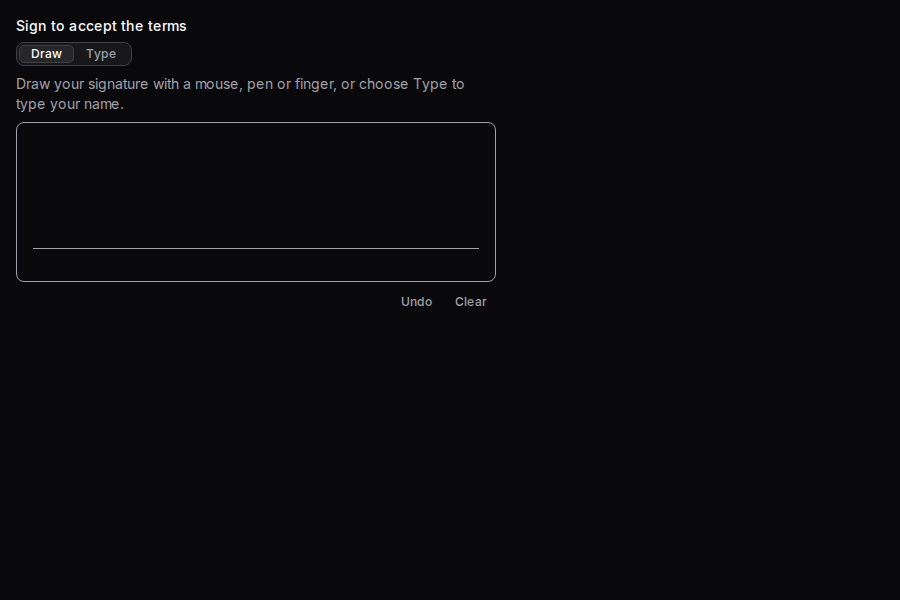 Sign to accept the terms
Draw Type
Draw your signature with a mouse, pen or finger, or choose Type to
type your name.
Undo Clear